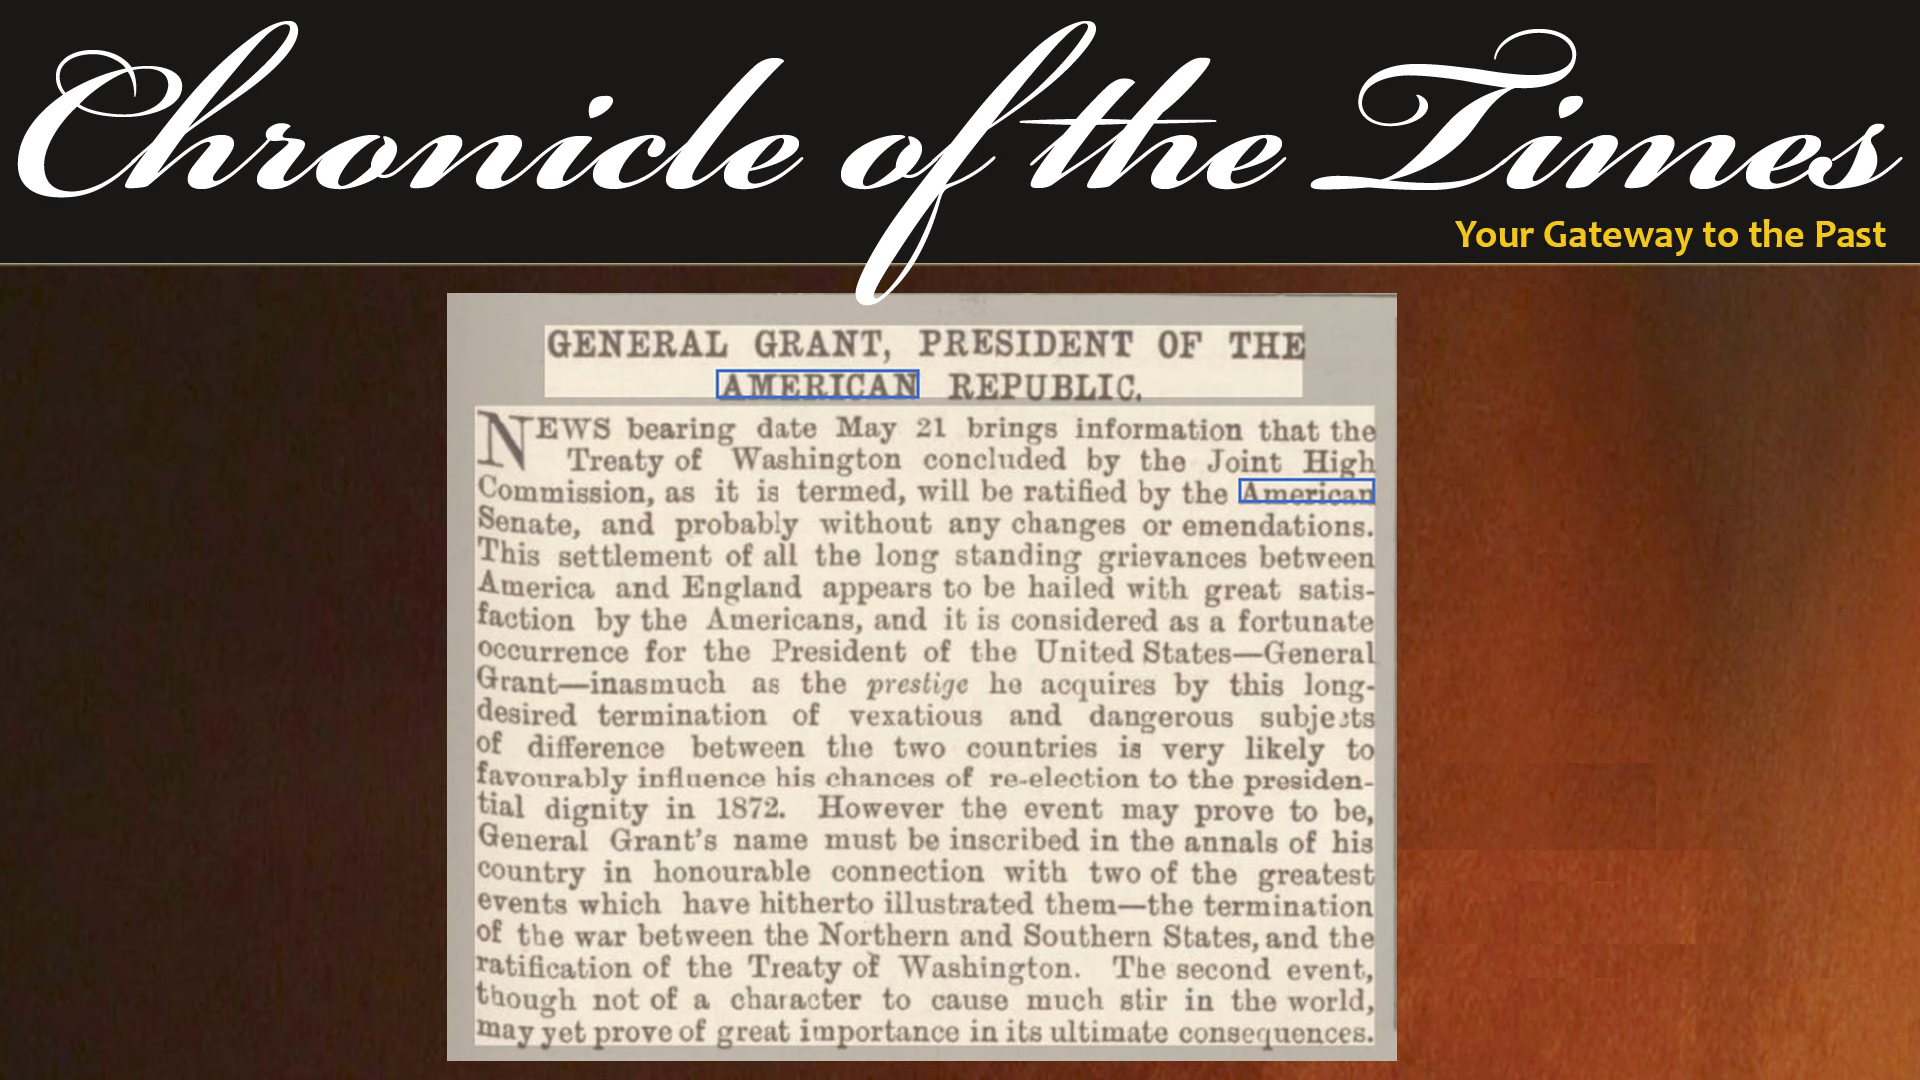 Chronicle of the Times
Your Gateway to the Past
GENERAL GRANT, PRESIDENT OF THE
AMERICAN REPUBLIC.
NEWS bearing date May 21 brings information that the
Treaty of Washington concluded by the Joint High
Commission, as it is termed, will be ratified by the American
Senate, and probably without any changes or emendations.
This settlement of all the long standing grievances between
America and England appears to be hailed with great satis-
faction by the Americans, and it is considered as a fortunate
occurrence for the President of the United States—General
Grant—inasmuch as the prestige he acquires by this long-
desired termination of vexatious and dangerous subjects
of difference between the two countries is very likely to
favourably influence his chances of re-election to the presiden-
tial dignity in 1872. However the event may prove to be,
General Grant's name must be inscribed in the annals of his
country in honourable connection with two of the greatest
events which have hitherto illustrated them—the termination
of the war between the Northern and Southern States, and the
ratification of the Treaty of Washington. The second event,
though not of a character to cause much stir in the world,
may yet prove of great importance in its ultimate consequences.